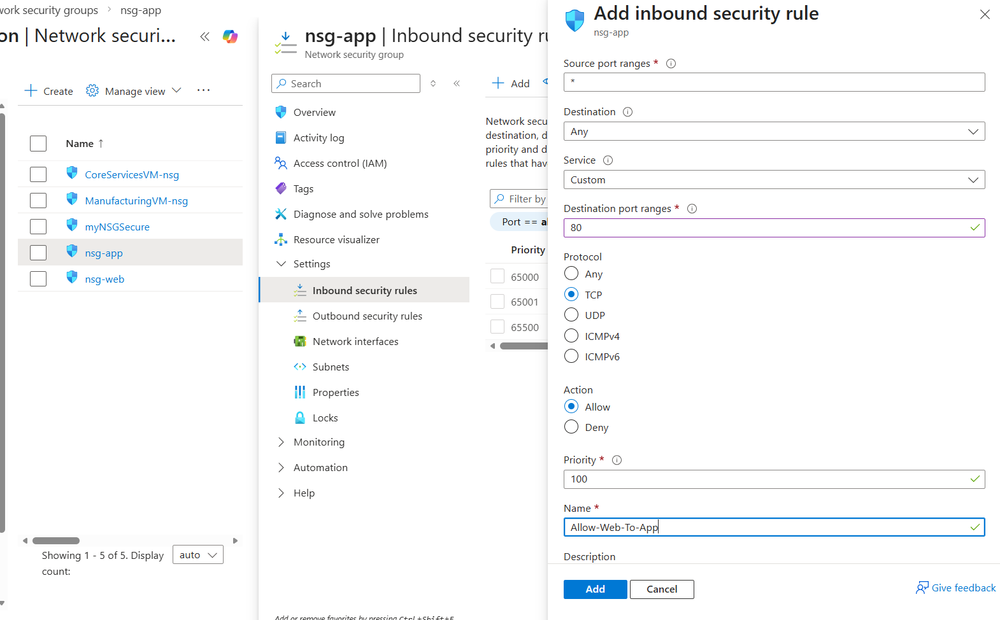 work security groups > nsg-app
on | Network securi... «
+ Create Manage view ···
Name ↑
CoreServicesVM-nsg
ManufacturingVM-nsg
myNSGSecure
nsg-app
nsg-web
Showing 1 - 5 of 5. Display
count:
auto
nsg-app | Inbound security ru
Network security group
Search
«
Overview
Activity log
Access control (IAM)
Tags
Diagnose and solve problems
Resource visualizer
Settings
Inbound security rules
Outbound security rules
Network interfaces
Subnets
Properties
Locks
Monitoring
Automation
Help
Add or remove favorites by pressing Ctrl+Shift+F
+ Add
Network secu
destination, d
priority and d
rules that hav
Filter by
Port == al
Priority
65000
65001
65500
Add inbound security rule
nsg-app
Source port ranges *
*
Destination
Any
Service
Custom
Destination port ranges *
80
Protocol
Any
TCP
UDP
ICMPv4
ICMPv6
Action
Allow
Deny
Priority *
100
Name *
Allow-Web-To-App
Description
Add
Cancel
Give feedback